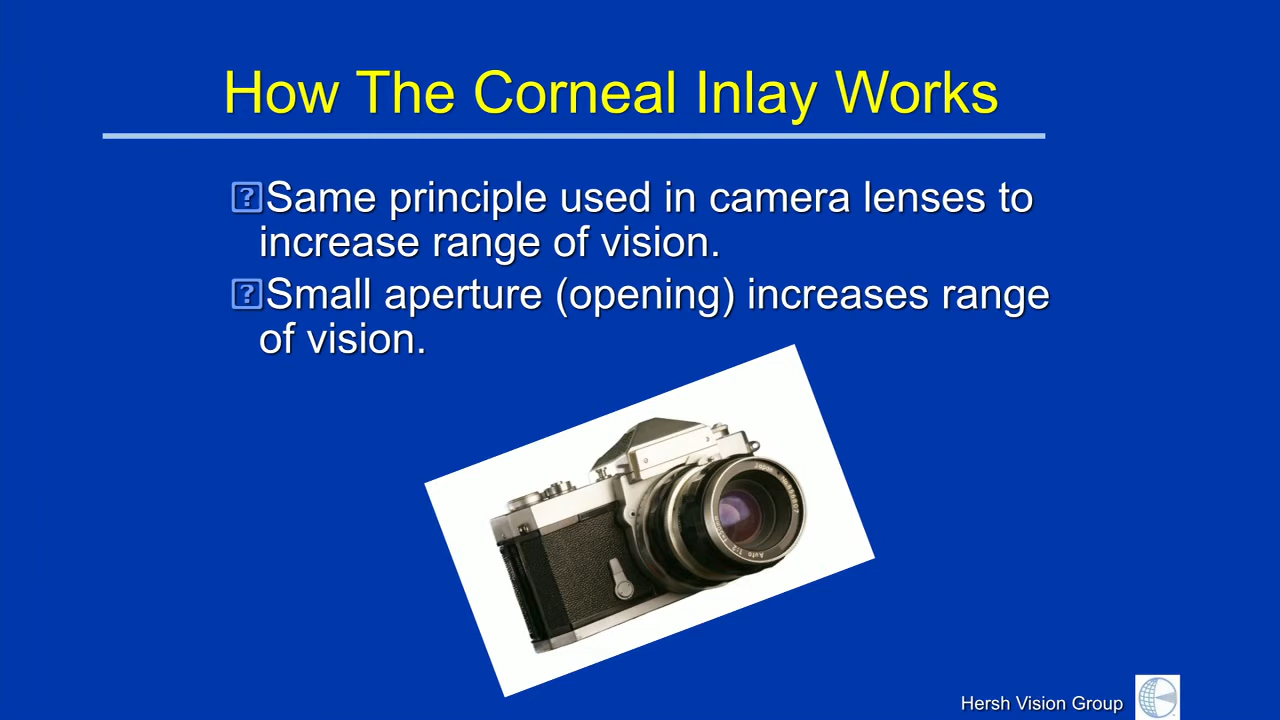 How The Corneal Inlay Works
Same principle used in camera lenses to
increase range of vision.
Small aperture (opening) increases range
of vision.
Hersh Vision Group